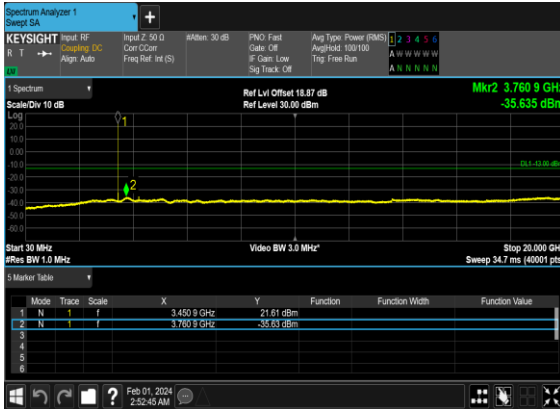 Spectrum Analyzer 1
Swept SA
+
KEYSIGHT
R T
Input: RF
Coupling: DC
Align: Auto
Input Z: 50 Ω
Corr CCorr
Freq Ref: Int (S)
#Atten: 30 dB
PNO: Fast
Gate: Off
IF Gain: Low
Sig Track: Off
Avg Type: Power (RMS)
Avg|Hold: 100/100
Trig: Free Run
1 2 3 4 5 6
A W W W W W
A N N N N N
1 Spectrum
Scale/Div 10 dB
Ref Lvl Offset 18.87 dB
Ref Level 30.00 dBm
Mkr2 3.760 9 GHz
-35.635 dBm
Log
20.0
10.0
0.00
-10.0
-20.0
-30.0
-40.0
-50.0
-60.0
1
2
DL1 -13.00 dBm
Start 30 MHz
#Res BW 1.0 MHz
Video BW 3.0 MHz*
Stop 20.000 GH
Sweep 34.7 ms (40001 pts
5 Marker Table
Mode Trace Scale X Y Function Function Width Function Value
1 N 1 f 3.450 9 GHz 21.61 dBm
2 N 1 f 3.760 9 GHz -35.63 dBm
3
4
5
6
?
Feb 01, 2024
2:52:45 AM